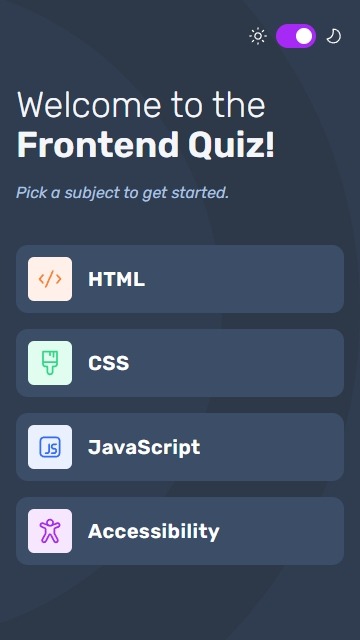 Welcome to the
Frontend Quiz!
Pick a subject to get started.
HTML
CSS
JavaScript
Accessibility